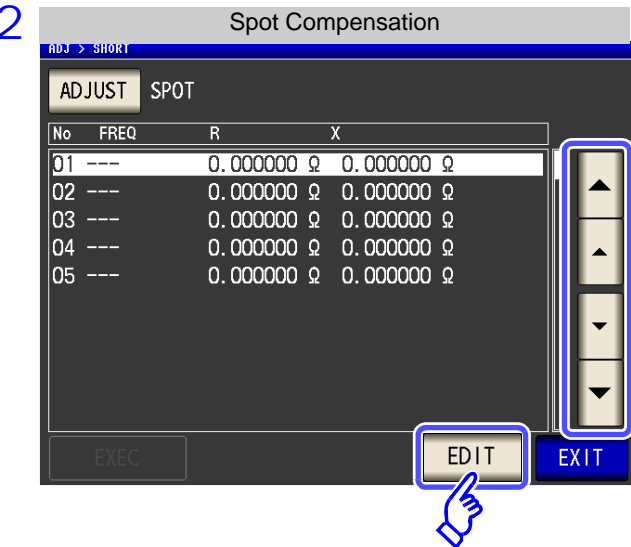 2
Spot Compensation
ADJ > SHORT
ADJUST SPOT
No FREQ R X
01 --- 0.000000 Ω 0.000000 Ω
02 --- 0.000000 Ω 0.000000 Ω
03 --- 0.000000 Ω 0.000000 Ω
04 --- 0.000000 Ω 0.000000 Ω
05 --- 0.000000 Ω 0.000000 Ω
EXEC EDIT EXIT